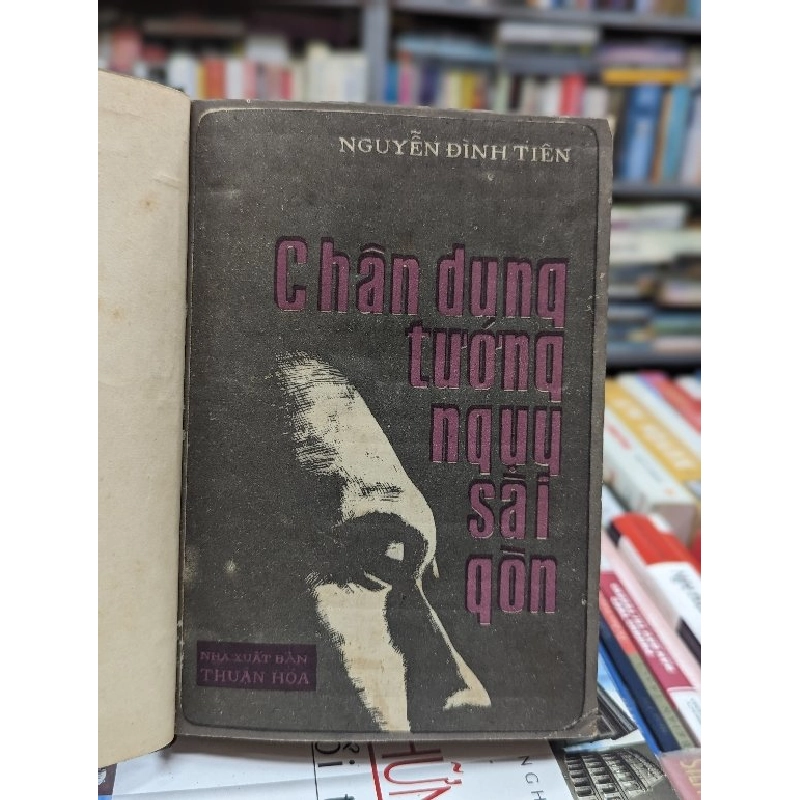 NGUYỄN ĐÌNH TIÊN
Chân dung
tướng
ngụy
sài
gòn
NHÀ XUẤT BẢN
THUẬN HÓA